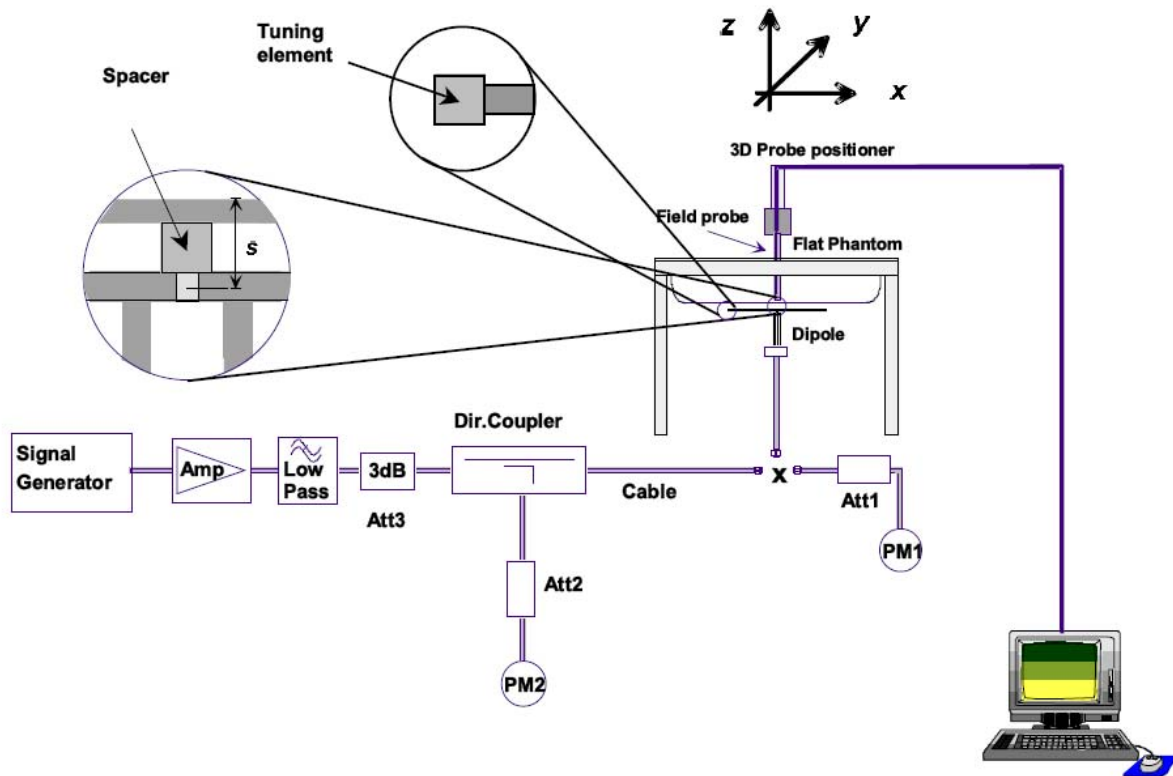 Tuning
element
Spacer
z
y
x
3D Probe positioner
Field probe
Flat Phantom
s
Dipole
Dir.Coupler
Signal
Generator
Amp
Low
Pass
3dB
Att3
Cable
x
Att1
PM1
Att2
PM2